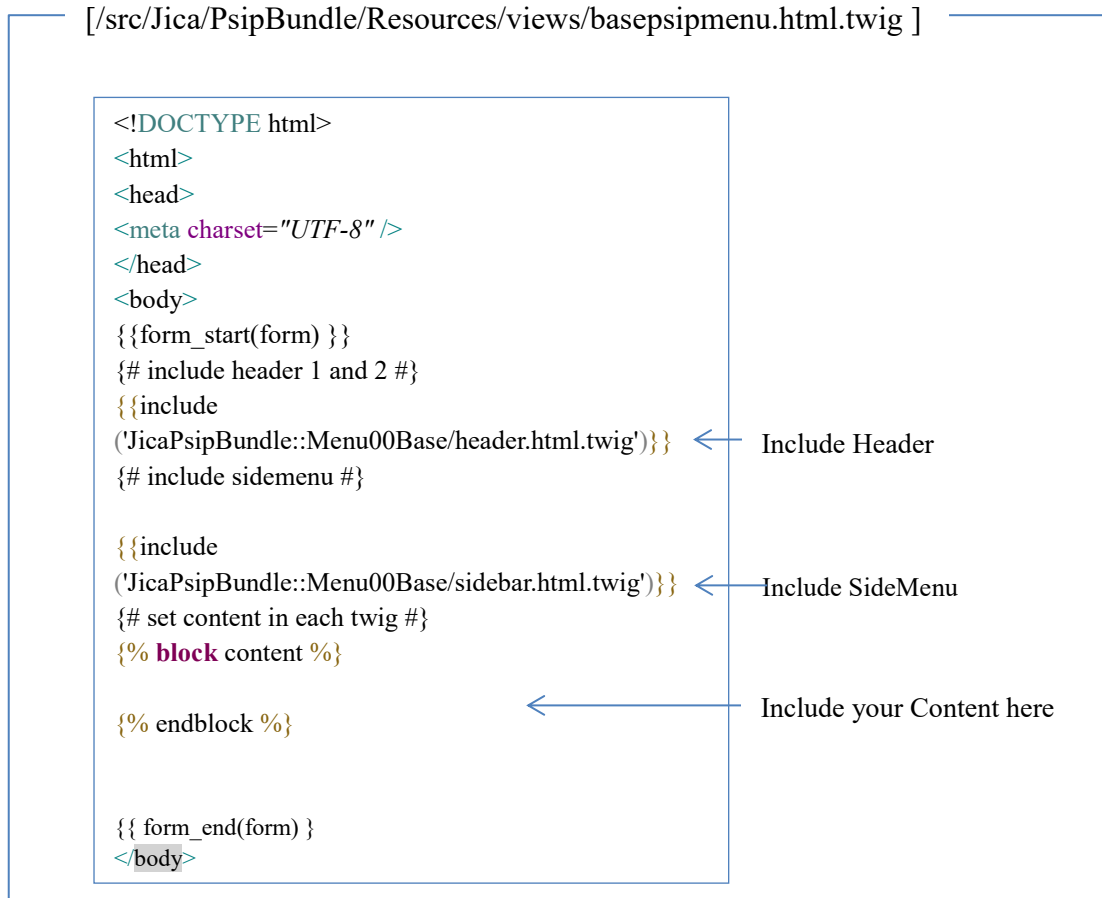 [/src/Jica/PsipBundle/Resources/views/basepsipmenu.html.twig ]
<!DOCTYPE html>
<html>
<head>
<meta charset="UTF-8" />
</head>
<body>
{{form_start(form) }}
{# include header 1 and 2 #}
{{include
('JicaPsipBundle::Menu00Base/header.html.twig')}}
Include Header
{# include sidemenu #}
{{include
('JicaPsipBundle::Menu00Base/sidebar.html.twig')}}
Include SideMenu
{# set content in each twig #}
{% block content %}
Include your Content here
{% endblock %}
{{ form_end(form) }
</body>